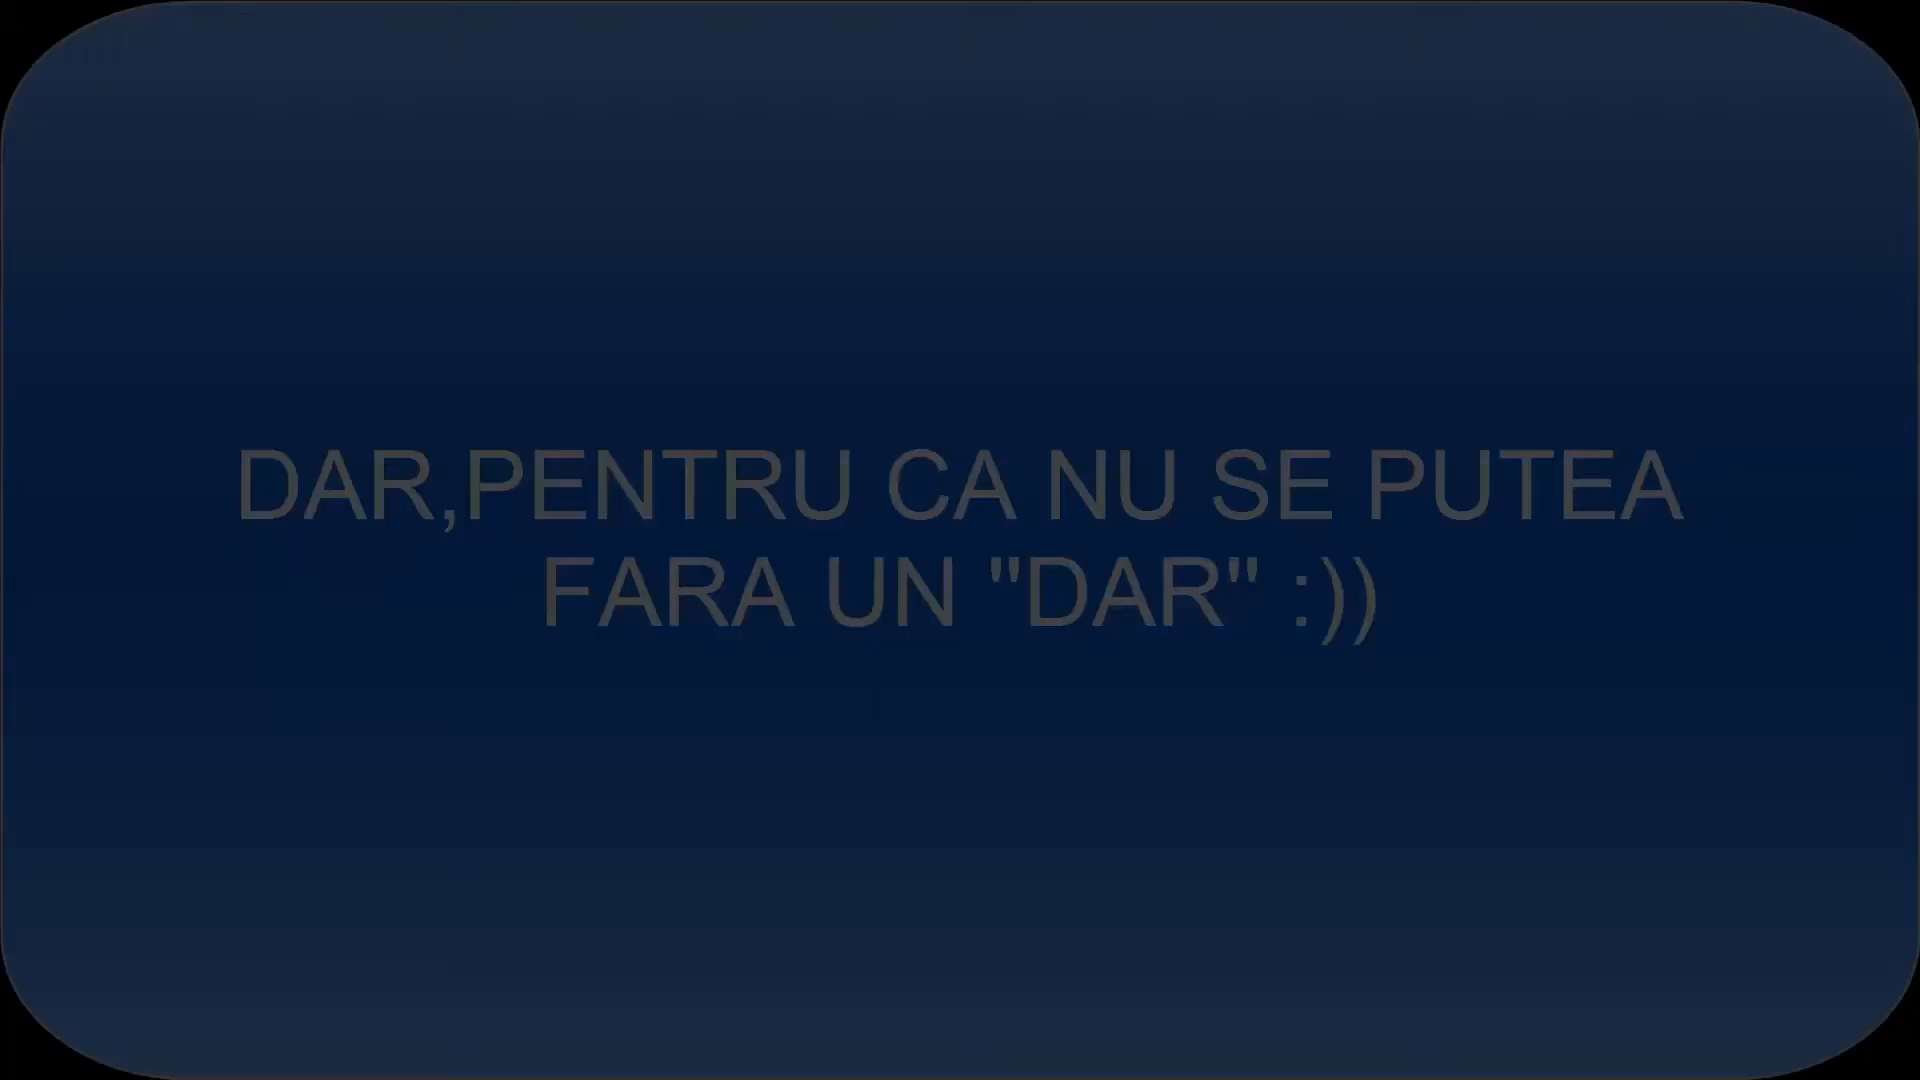 DAR,PENTRU CA NU SE PUTEA
FARA UN "DAR" :))